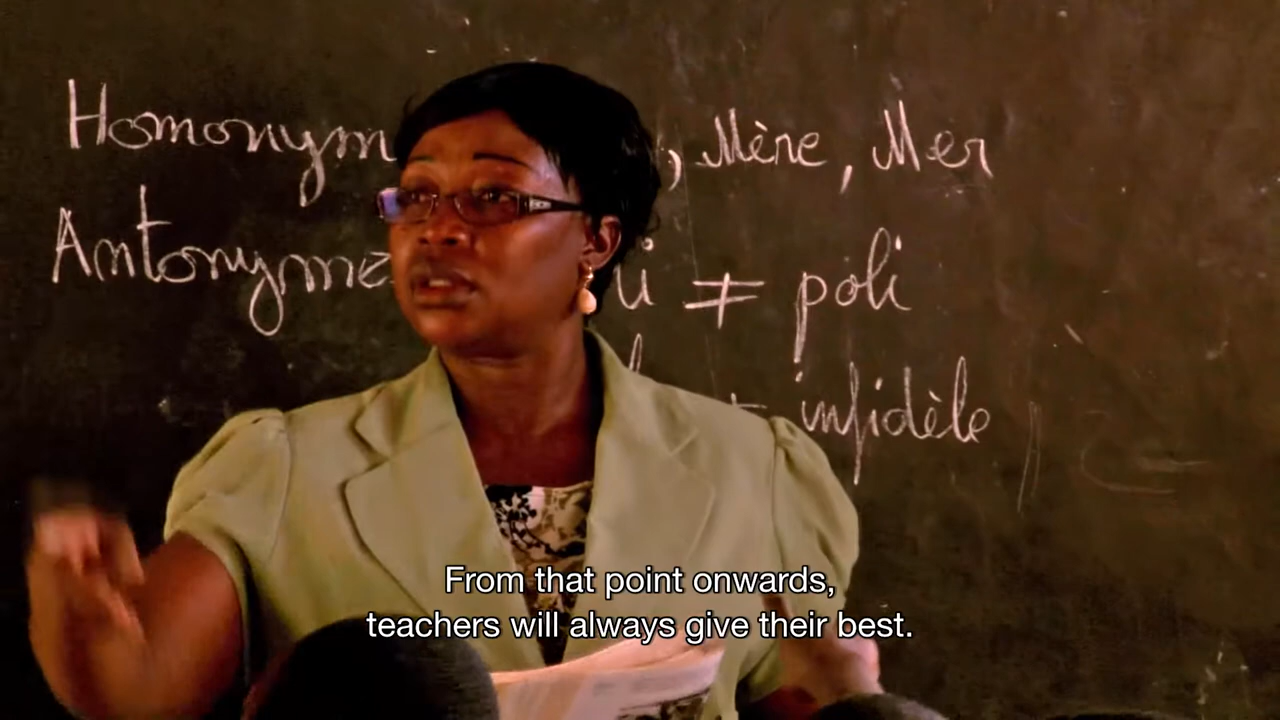 Homonym , Mère, Mer
Antonyme ≠ poli
infidèle
From that point onwards,
teachers will always give their best.